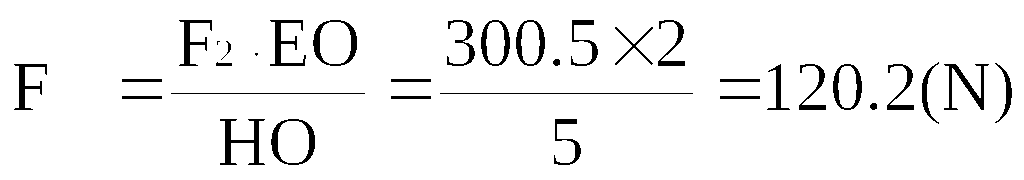 F = F₂ · EO / HO = 300.5 × 2 / 5 = 120.2(N)